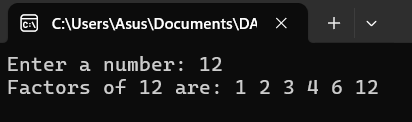 C:\Users\Asus\Documents\DA
Enter a number: 12
Factors of 12 are: 1 2 3 4 6 12